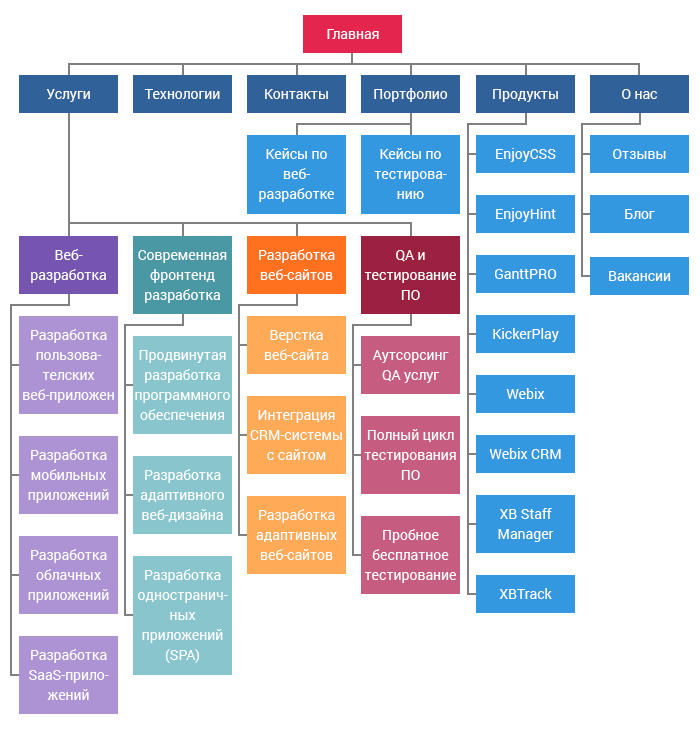 Главная
Услуги
Технологии
Контакты
Портфолио
Продукты
О нас
Кейсы по
веб-
разработке
Кейсы по
тестирова-
нию
EnjoyCSS
EnjoyHint
GanttPRO
KickerPlay
Webix
Webix CRM
XB Staff
Manager
XBTrack
Отзывы
Блог
Вакансии
Веб-
разработка
Разработка
пользова-
телских
веб-приложен
Разработка
мобильных
приложений
Разработка
облачных
приложений
Разработка
SaaS-прило-
жений
Современная
фронтенд
разработка
Продвинутая
разработка
программного
обеспечения
Разработка
адаптивного
веб-дизайна
Разработка
одностранич-
ных
приложений
(SPA)
Разработка
веб-сайтов
Верстка
веб-сайта
Интеграция
CRM-системы
с сайтом
Разработка
адаптивных
веб-сайтов
QA и
тестирование
ПО
Аутсорсинг
QA услуг
Полный цикл
тестирования
ПО
Пробное
бесплатное
тестирование